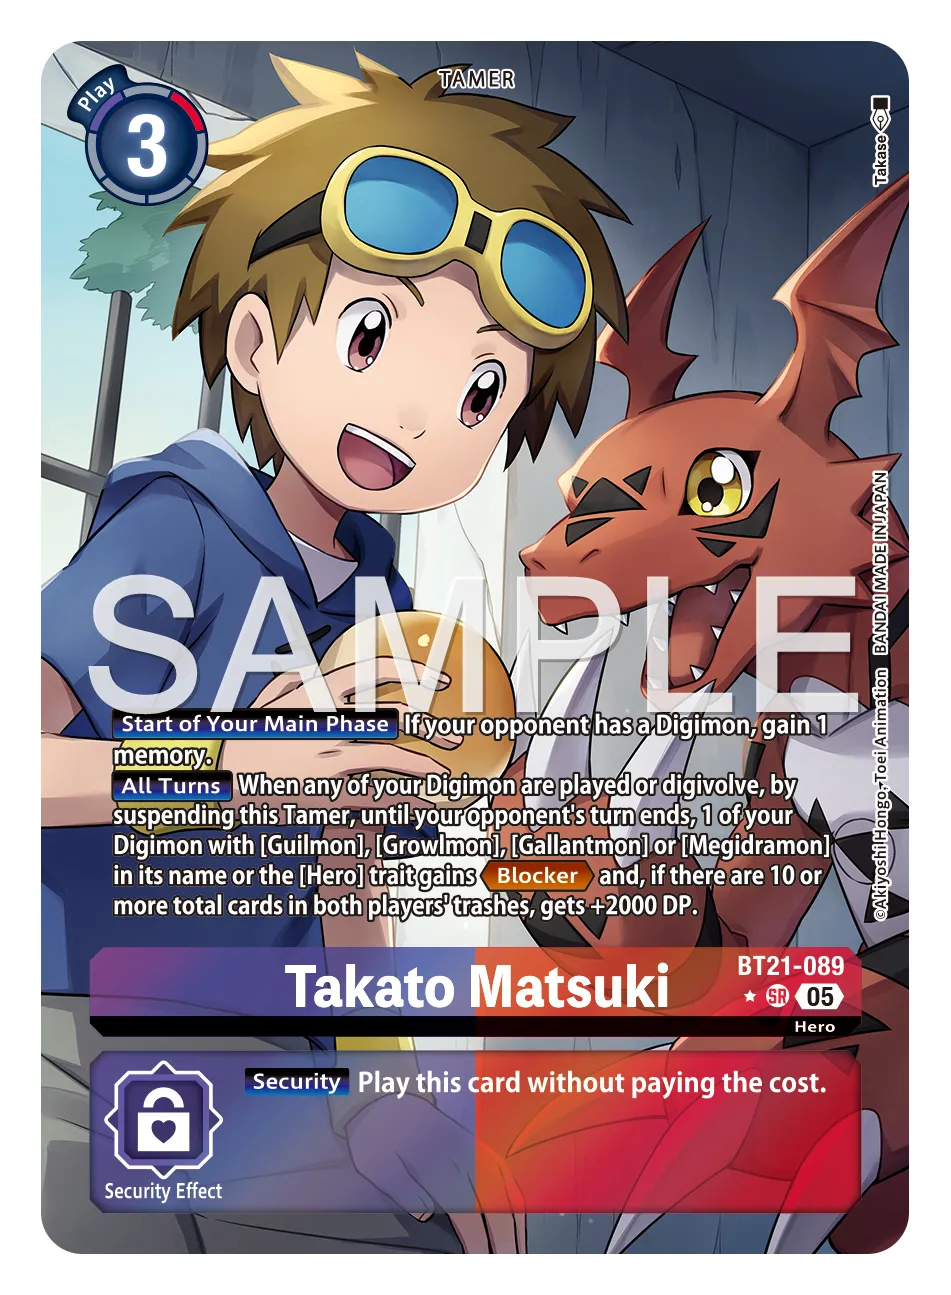 TAMER
Play
3
Takase
SAMPLE
Start of Your Main Phase If your opponent has a Digimon, gain 1
memory.
All Turns When any of your Digimon are played or digivolve, by
suspending this Tamer, until your opponent's turn ends, 1 of your
Digimon with [Guilmon], [Growlmon], [Gallantmon] or [Megidramon]
in its name or the [Hero] trait gains Blocker and, if there are 10 or
more total cards in both players' trashes, gets +2000 DP.
©Akiyoshi Hongo, Toei Animation BANDAI MADE IN JAPAN
Takato Matsuki
BT21-089
SR 05
Hero
Security Play this card without paying the cost.
Security Effect